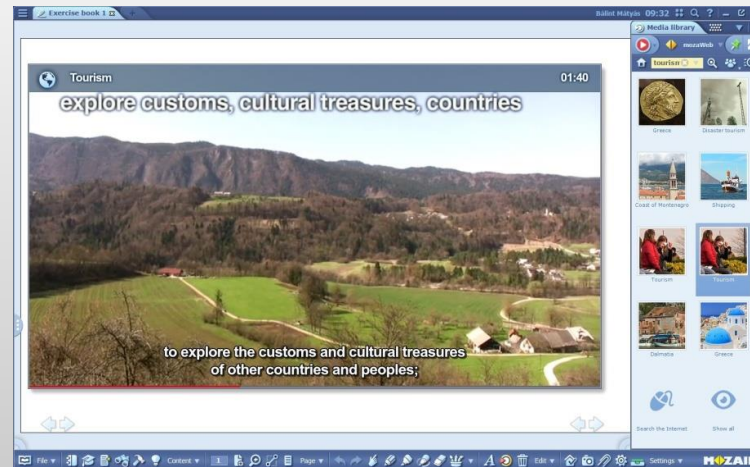 Exercise book 1
Bálint Mátyás 09:32
Media library
mozaWeb
tourism
Tourism 01:40
explore customs, cultural treasures, countries
to explore the customs and cultural treasures
of other countries and peoples;
Greece
Disaster tourism
Coast of Montenegro
Shipping
Tourism
Tourism
Dalmatia
Greece
Search the Internet
Show all
File
Content
1
Page
Edit
Settings